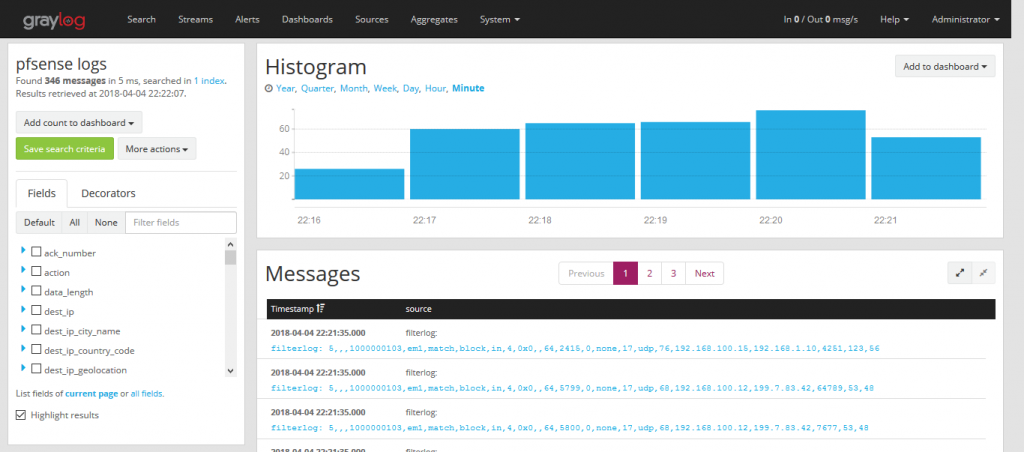 graylog Search Streams Alerts Dashboards Sources Aggregates System In 0 / Out 0 msg/s Help Administrator
pfsense logs
Found 346 messages in 5 ms, searched in 1 index.
Results retrieved at 2018-04-04 22:22:07.
Add count to dashboard
Save search criteria More actions
Fields Decorators
Default All None Filter fields
ack_number
action
data_length
dest_ip
dest_ip_city_name
dest_ip_country_code
dest_ip_geolocation
List fields of current page or all fields.
Highlight results
Histogram
Add to dashboard
Year, Quarter, Month, Week, Day, Hour, Minute
60
40
20
22:16 22:17 22:18 22:19 22:20 22:21
Messages
Previous 1 2 3 Next
Timestamp source
2018-04-04 22:21:35.000 filterlog:
filterlog: 5,,,1000000103,em1,match,block,in,4,0x0,,64,2415,0,none,17,udp,76,192.168.100.15,192.168.1.10,4251,123,56
2018-04-04 22:21:35.000 filterlog:
filterlog: 5,,,1000000103,em1,match,block,in,4,0x0,,64,5799,0,none,17,udp,68,192.168.100.12,199.7.83.42,64789,53,48
2018-04-04 22:21:35.000 filterlog:
filterlog: 5,,,1000000103,em1,match,block,in,4,0x0,,64,5800,0,none,17,udp,68,192.168.100.12,199.7.83.42,7677,53,48